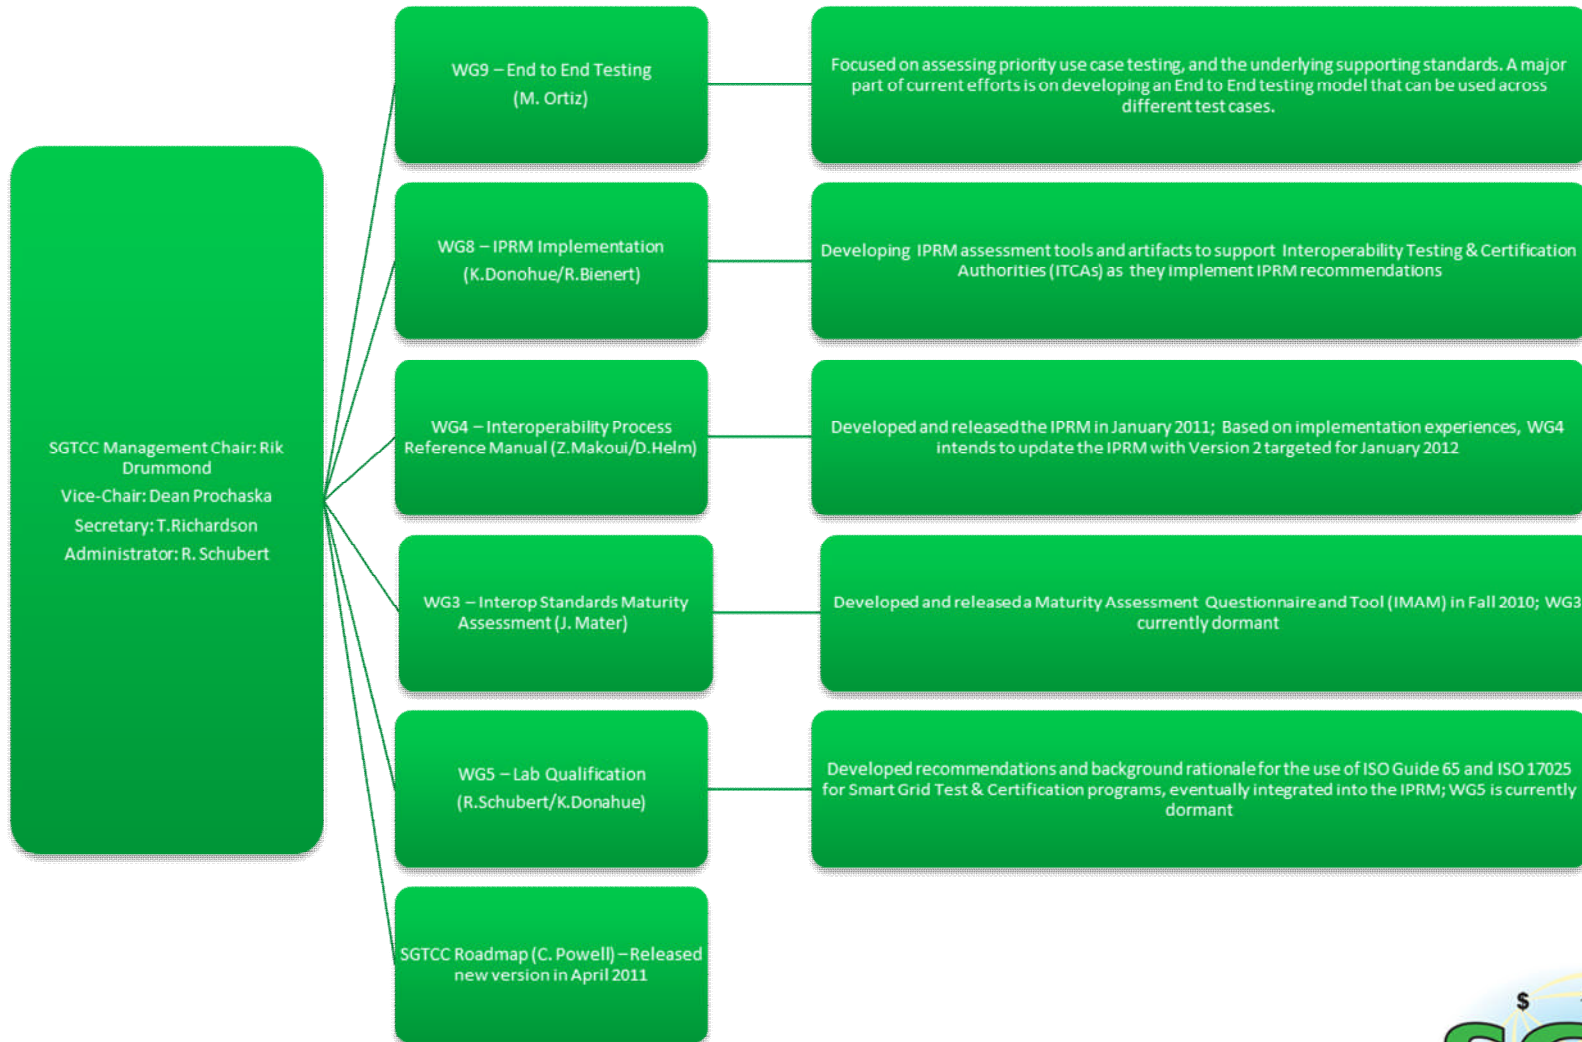 SGTCC Management Chair: Rik
Drummond
Vice-Chair: Dean Prochaska
Secretary: T.Richardson
Administrator: R. Schubert
WG9 – End to End Testing
(M. Ortiz)
Focused on assessing priority use case testing, and the underlying supporting standards. A major
part of current efforts is on developing an End to End testing model that can be used across
different test cases.
WG8 – IPRM Implementation
(K.Donohue/R.Bienert)
Developing IPRM assessment tools and artifacts to support Interoperability Testing & Certification
Authorities (ITCAs) as they implement IPRM recommendations
WG4 – Interoperability Process
Reference Manual (Z.Makoui/D.Helm)
Developed and released the IPRM in January 2011; Based on implementation experiences, WG4
intends to update the IPRM with Version 2 targeted for January 2012
WG3 – Interop Standards Maturity
Assessment (J. Mater)
Developed and released a Maturity Assessment Questionnaire and Tool (IMAM) in Fall 2010; WG3
currently dormant
WG5 – Lab Qualification
(R.Schubert/K.Donahue)
Developed recommendations and background rationale for the use of ISO Guide 65 and ISO 17025
for Smart Grid Test & Certification programs, eventually integrated into the IPRM; WG5 is currently
dormant
SGTCC Roadmap (C. Powell) – Released
new version in April 2011
$